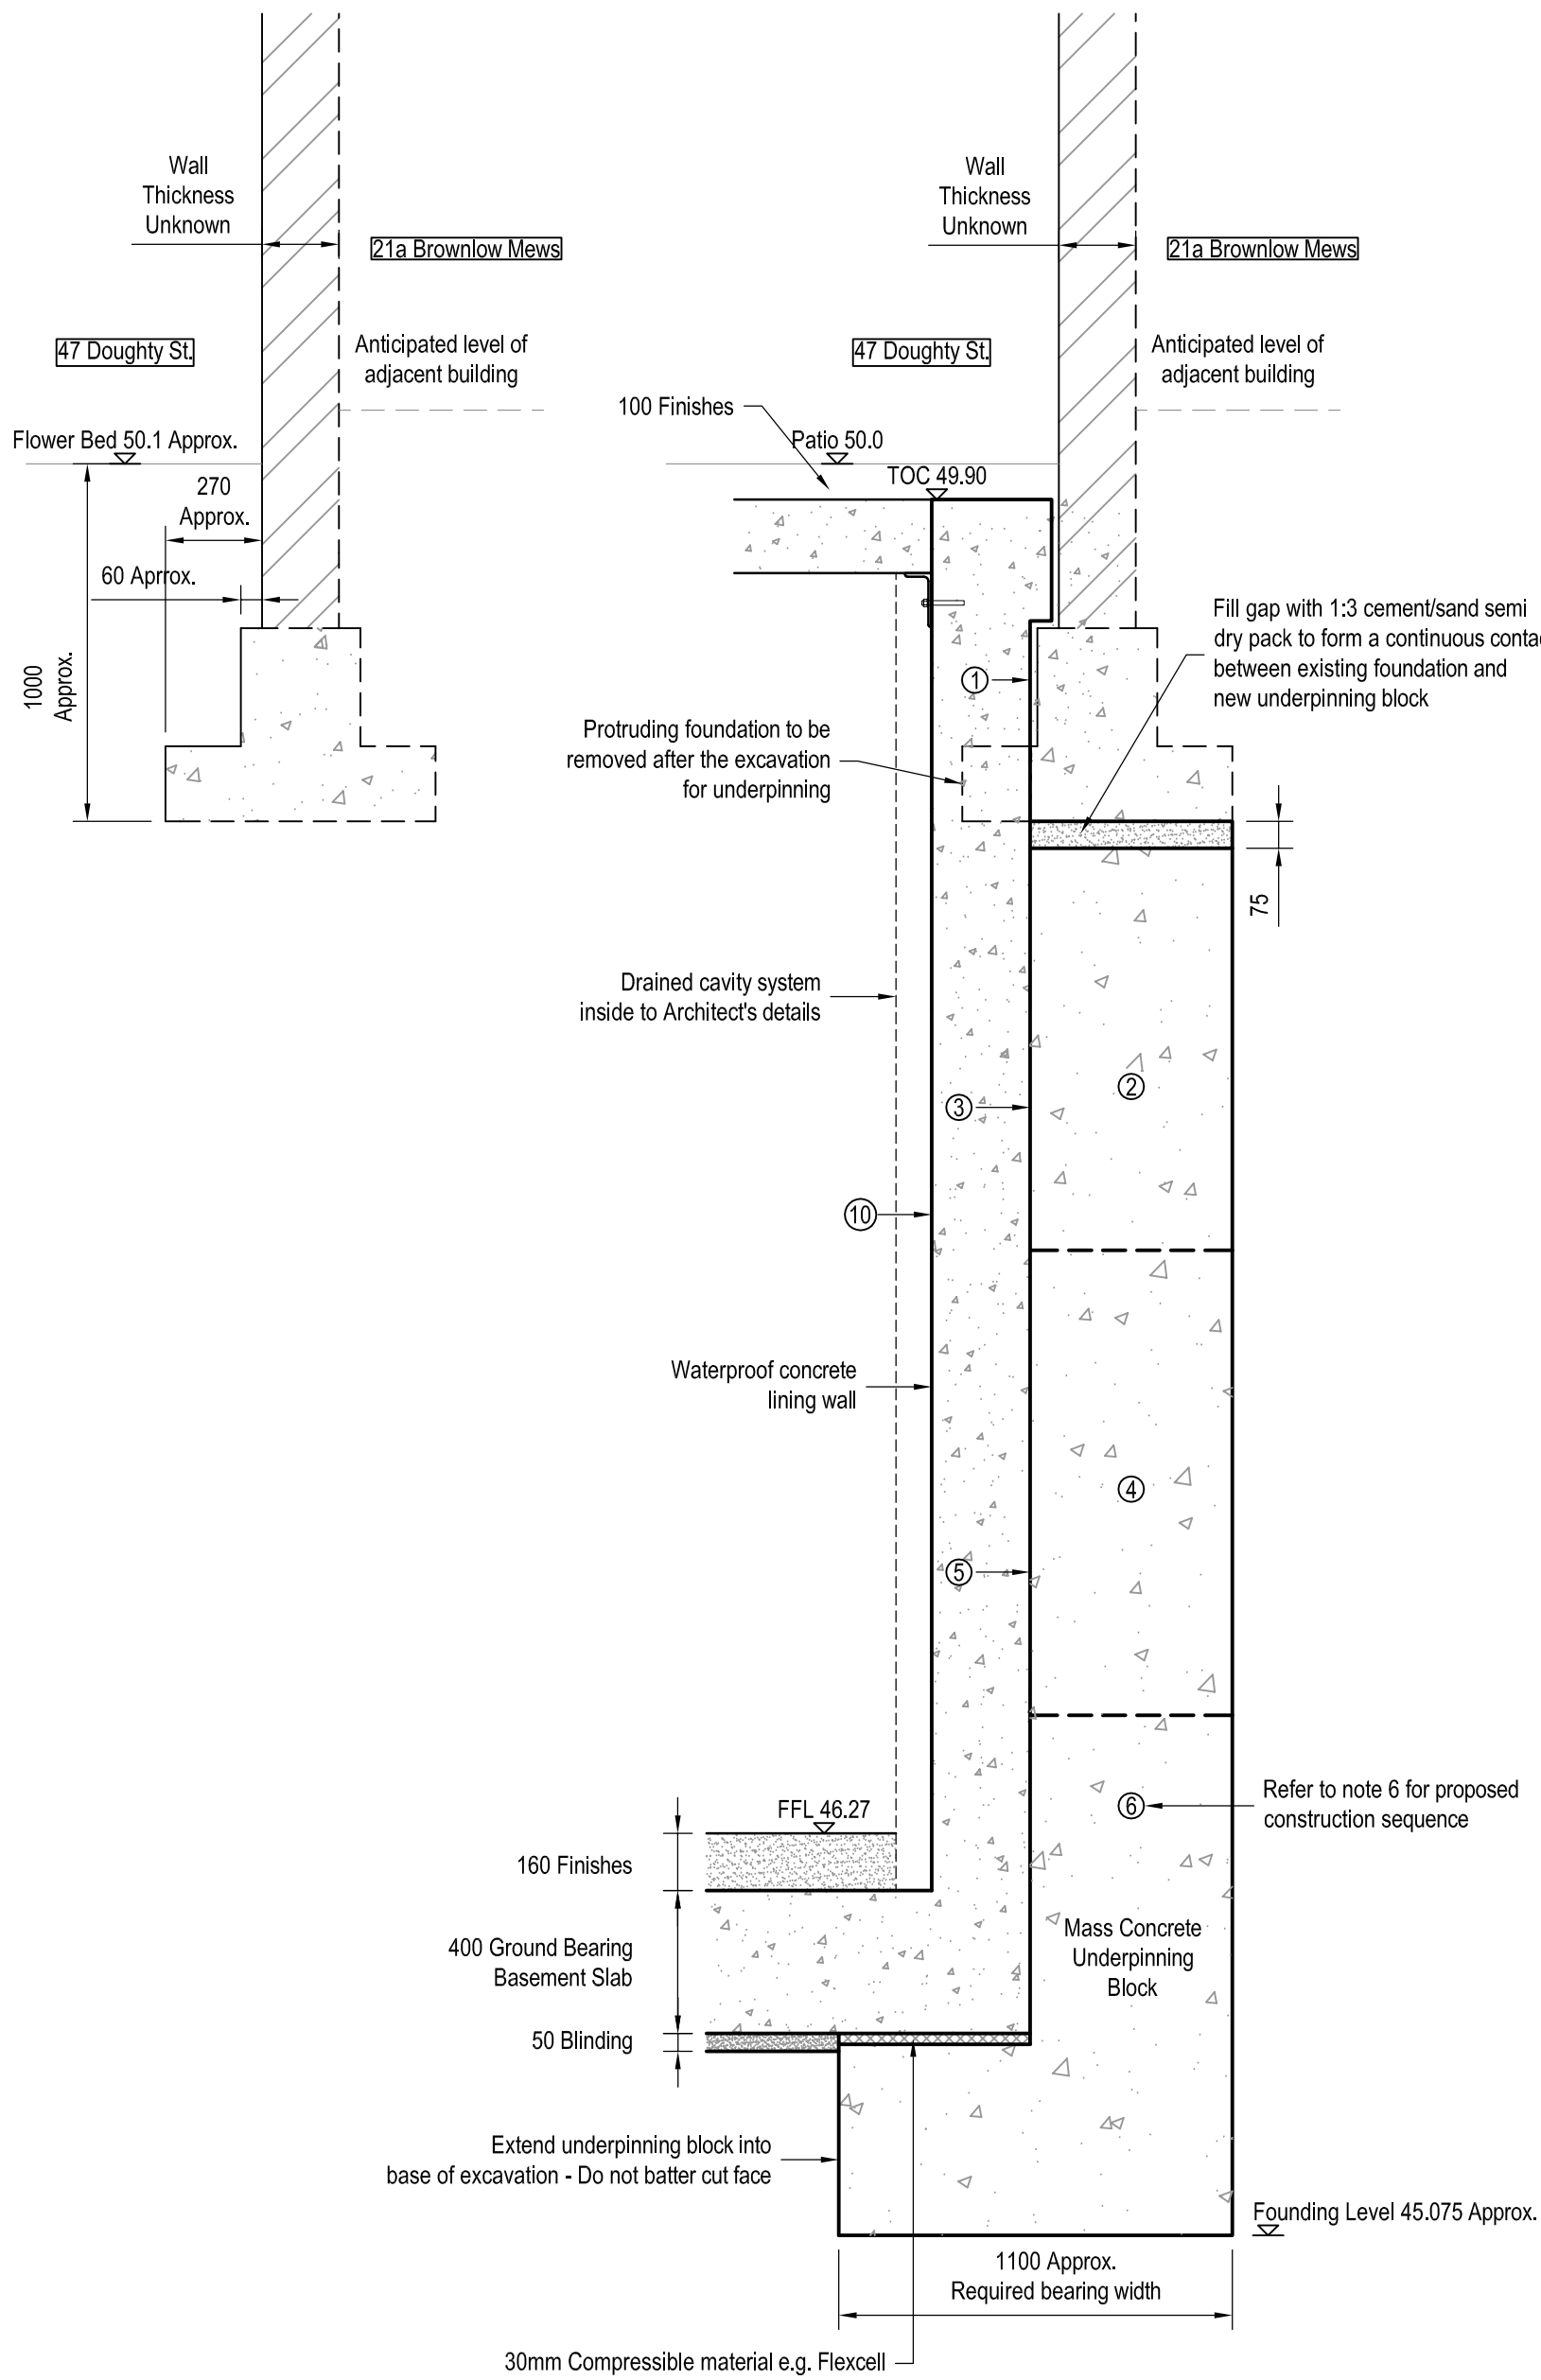 Wall
Thickness
Unknown
21a Brownlow Mews
47 Doughty St.
Anticipated level of
adjacent building
Flower Bed 50.1 Approx.
270
Approx.
60 Aprrox.
1000
Approx.
Wall
Thickness
Unknown
21a Brownlow Mews
47 Doughty St.
Anticipated level of
adjacent building
100 Finishes
Patio 50.0
TOC 49.90
Fill gap with 1:3 cement/sand semi
dry pack to form a continuous conta
between existing foundation and
new underpinning block
1
Protruding foundation to be
removed after the excavation
for underpinning
75
Drained cavity system
inside to Architect's details
2
3
10
Waterproof concrete
lining wall
4
5
FFL 46.27
6
Refer to note 6 for proposed
construction sequence
160 Finishes
400 Ground Bearing
Basement Slab
Mass Concrete
Underpinning
Block
50 Blinding
Extend underpinning block into
base of excavation - Do not batter cut face
Founding Level 45.075 Approx.
1100 Approx.
Required bearing width
30mm Compressible material e.g. Flexcell